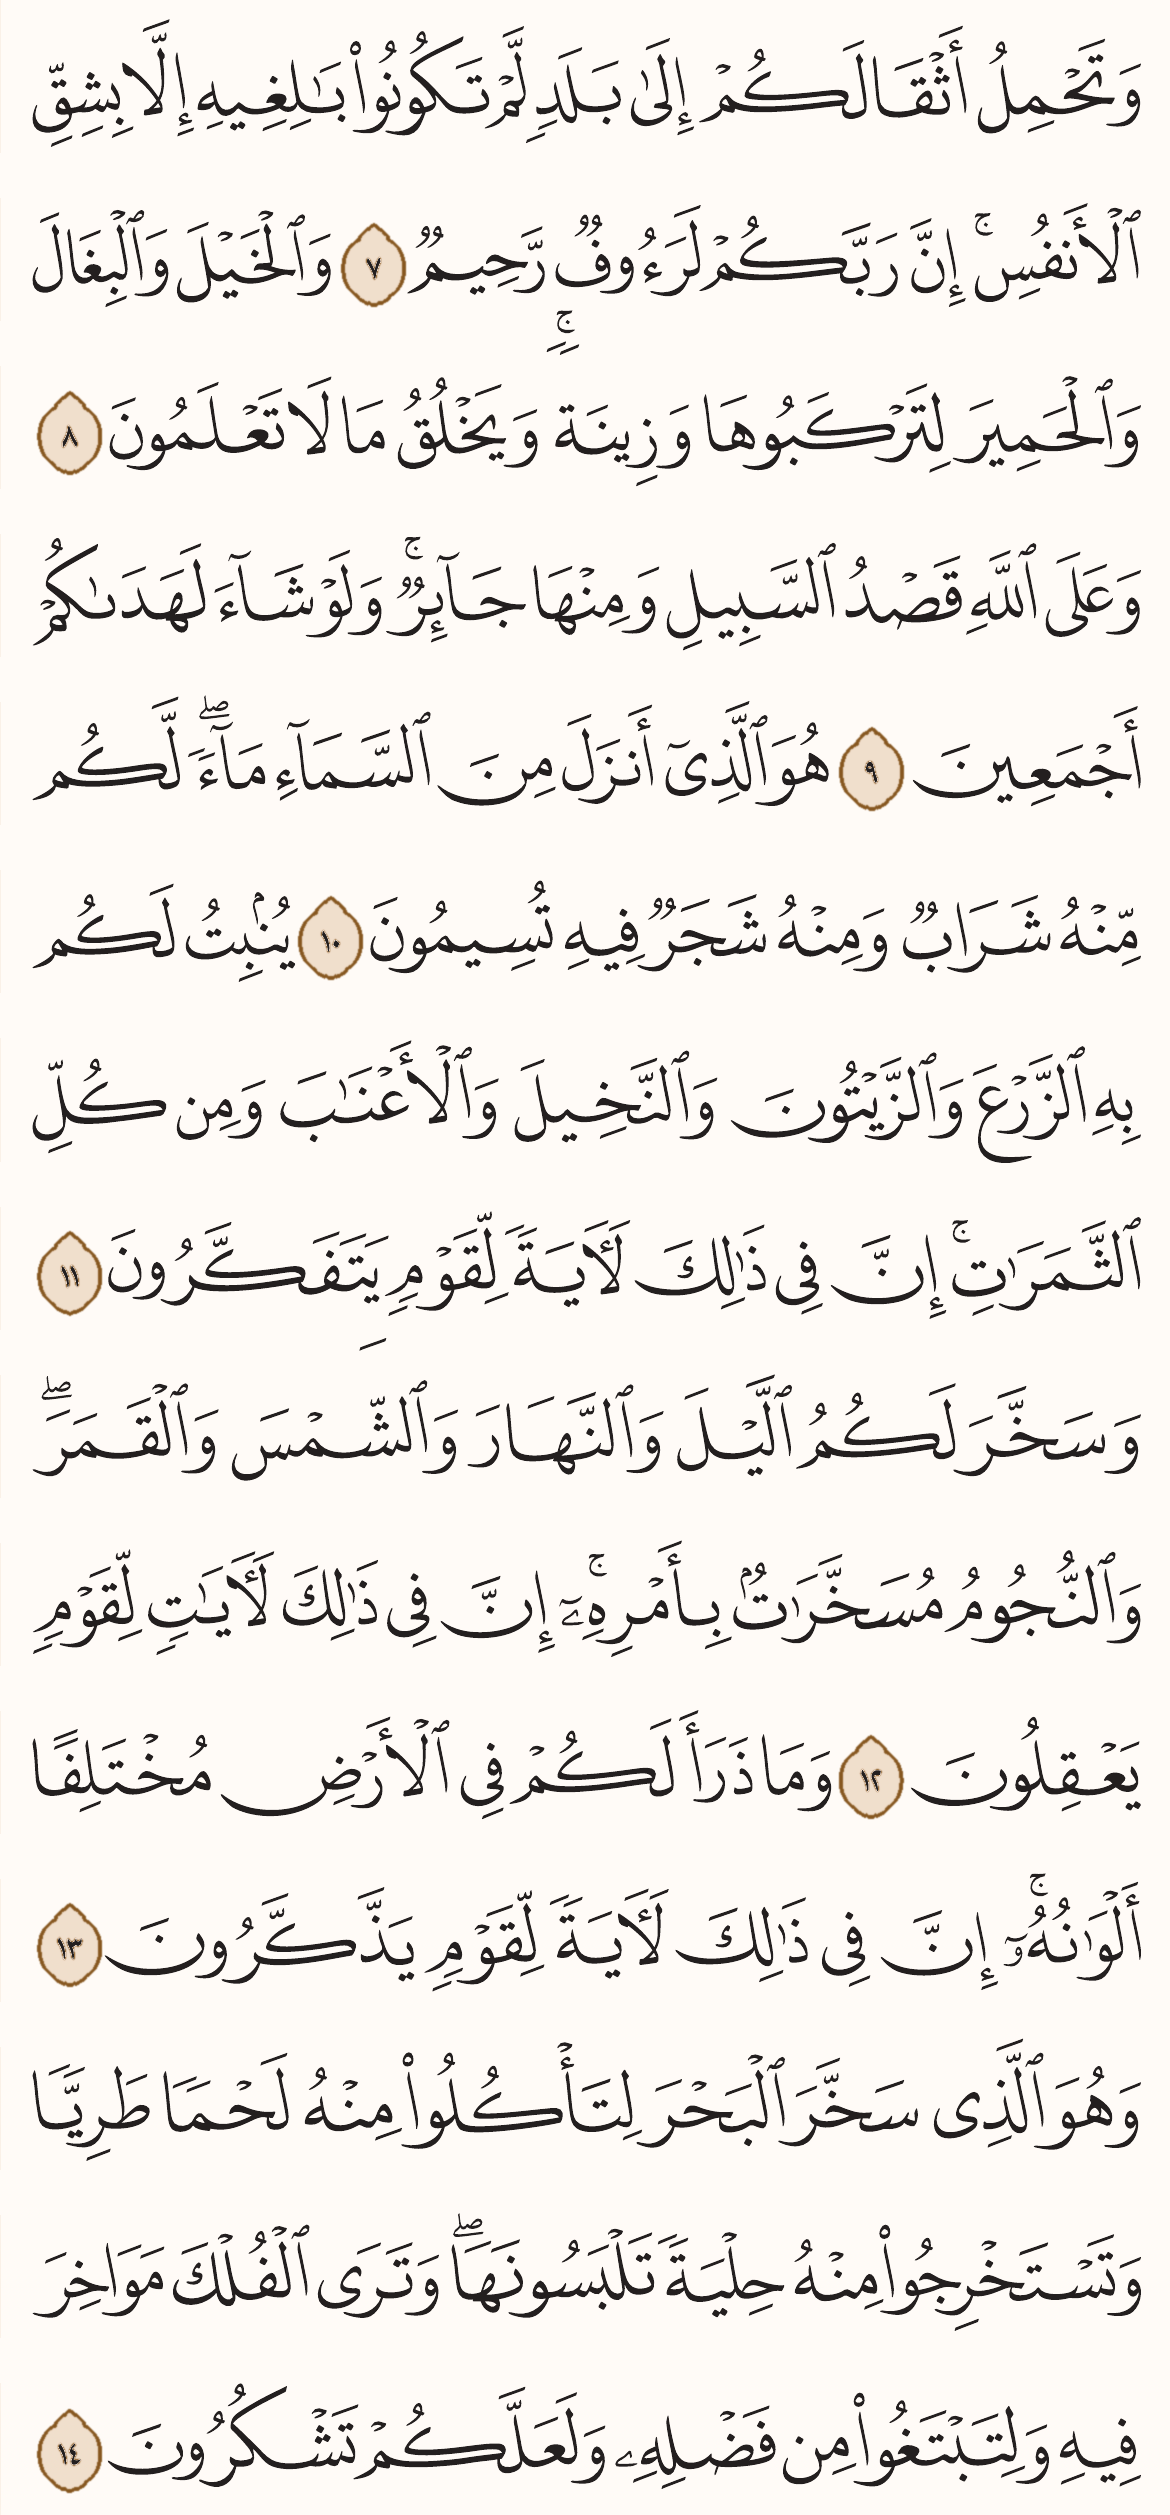 وَتَحْمِلُ أَثْقَالَكُمْ إِلَىٰ بَلَدٍ لَّمْ تَكُونُوا۟ بَـٰلِغِيهِ إِلَّا بِشِقِّ
ٱلْأَنفُسِ ۚ إِنَّ رَبَّكُمْ لَرَءُوفٌ رَّحِيمٌ ٧ وَٱلْخَيْلَ وَٱلْبِغَالَ
وَٱلْحَمِيرَ لِتَرْكَبُوهَا وَزِينَةً ۚ وَيَخْلُقُ مَا لَا تَعْلَمُونَ ٨
وَعَلَى ٱللَّهِ قَصْدُ ٱلسَّبِيلِ وَمِنْهَا جَآئِرٌ ۚ وَلَوْ شَآءَ لَهَدَىٰكُمْ
أَجْمَعِينَ ٩ هُوَ ٱلَّذِىٓ أَنزَلَ مِنَ ٱلسَّمَآءِ مَآءً ۖ لَّكُم
مِّنْهُ شَرَابٌ وَمِنْهُ شَجَرٌ فِيهِ تُسِيمُونَ ١٠ يُنۢبِتُ لَكُم
بِهِ ٱلزَّرْعَ وَٱلزَّيْتُونَ وَٱلنَّخِيلَ وَٱلْأَعْنَـٰبَ وَمِن كُلِّ
ٱلثَّمَرَٰتِ ۚ إِنَّ فِى ذَٰلِكَ لَـَٔايَةً لِّقَوْمٍ يَتَفَكَّرُونَ ١١
وَسَخَّرَ لَكُمُ ٱلَّيْلَ وَٱلنَّهَارَ وَٱلشَّمْسَ وَٱلْقَمَرَ ۖ
وَٱلنُّجُومُ مُسَخَّرَٰتٌۢ بِأَمْرِهِۦٓ ۚ إِنَّ فِى ذَٰلِكَ لَـَٔايَـٰتٍ لِّقَوْمٍ
يَعْقِلُونَ ١٢ وَمَا ذَرَأَ لَكُمْ فِى ٱلْأَرْضِ مُخْتَلِفًا
أَلْوَٰنُهُۥٓ ۚ إِنَّ فِى ذَٰلِكَ لَـَٔايَةً لِّقَوْمٍ يَذَّكَّرُونَ ١٣
وَهُوَ ٱلَّذِى سَخَّرَ ٱلْبَحْرَ لِتَأْكُلُوا۟ مِنْهُ لَحْمًا طَرِيًّا
وَتَسْتَخْرِجُوا۟ مِنْهُ حِلْيَةً تَلْبَسُونَهَا ۖ وَتَرَى ٱلْفُلْكَ مَوَاخِرَ
فِيهِ وَلِتَبْتَغُوا۟ مِن فَضْلِهِۦ وَلَعَلَّكُمْ تَشْكُرُونَ ١٤